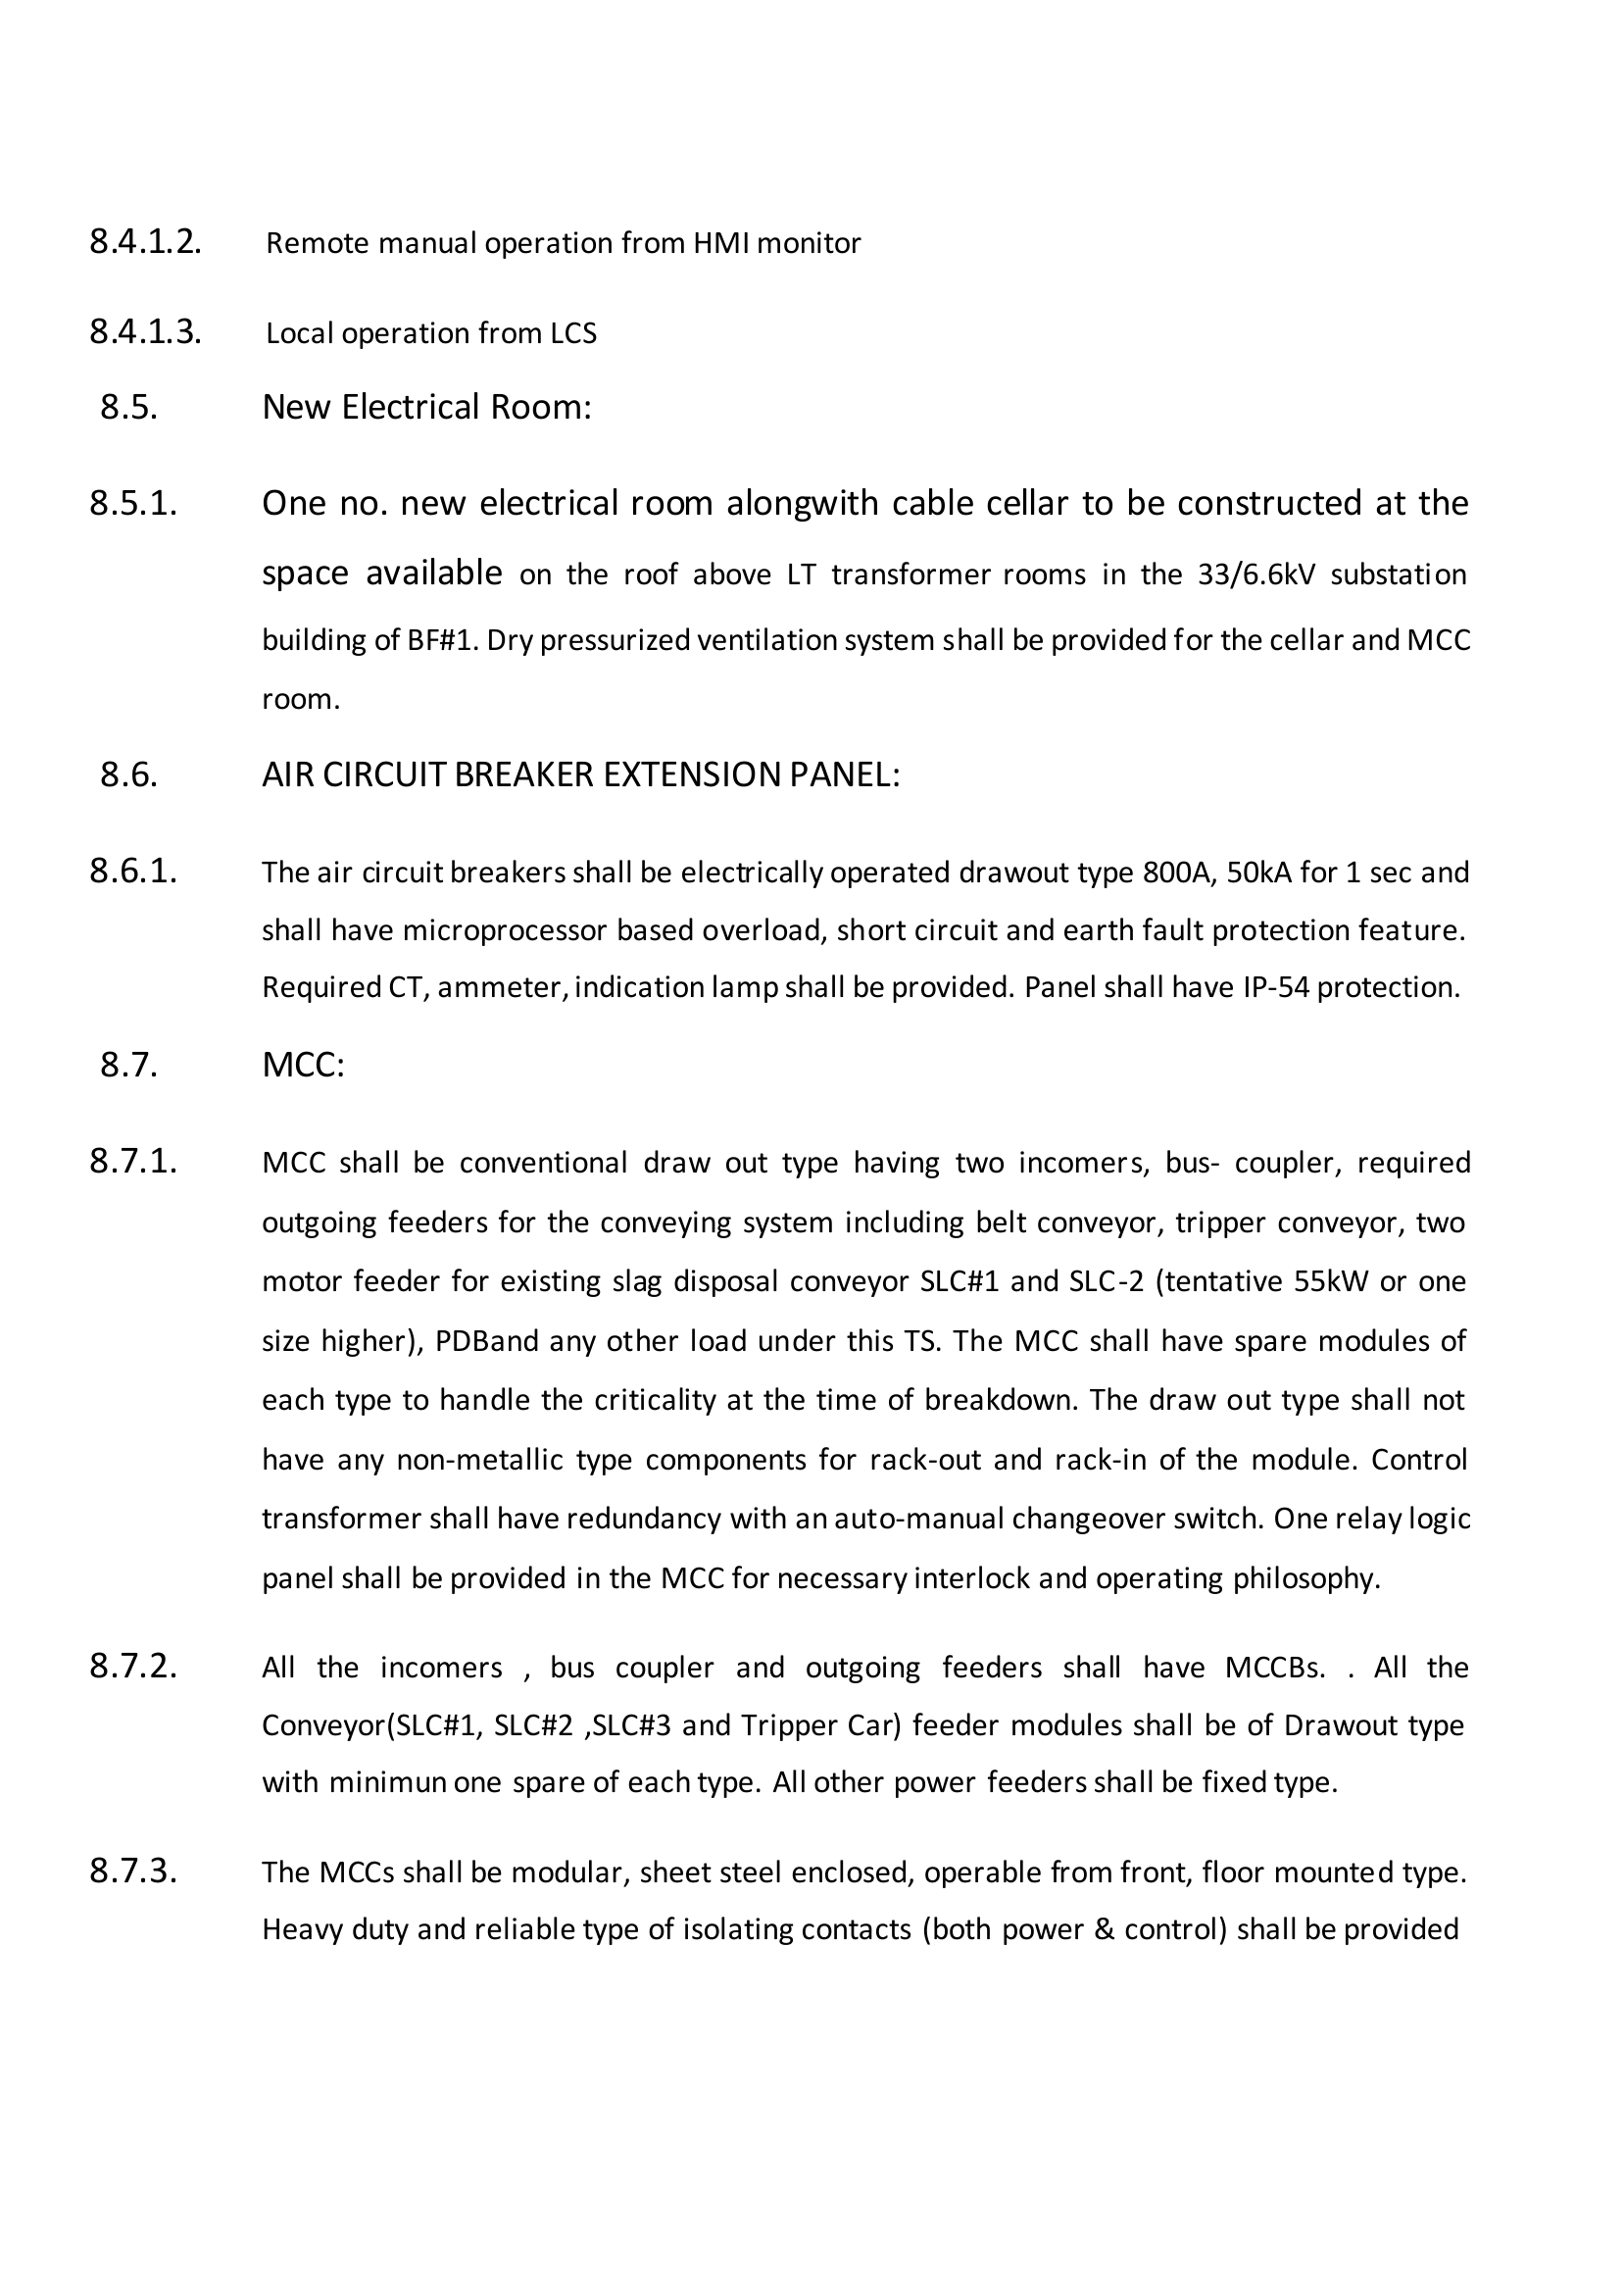 8.4.1.2. Remote manual operation from HMI monitor
8.4.1.3. Local operation from LCS
8.5. New Electrical Room:
8.5.1. One no. new electrical room alongwith cable cellar to be constructed at the
space available on the roof above LT transformer rooms in the 33/6.6kV substation
building of BF#1. Dry pressurized ventilation system shall be provided for the cellar and MCC
room.
8.6. AIR CIRCUIT BREAKER EXTENSION PANEL:
8.6.1. The air circuit breakers shall be electrically operated drawout type 800A, 50kA for 1 sec and
shall have microprocessor based overload, short circuit and earth fault protection feature.
Required CT, ammeter, indication lamp shall be provided. Panel shall have IP-54 protection.
8.7. MCC:
8.7.1. MCC shall be conventional draw out type having two incomers, bus- coupler, required
outgoing feeders for the conveying system including belt conveyor, tripper conveyor, two
motor feeder for existing slag disposal conveyor SLC#1 and SLC-2 (tentative 55kW or one
size higher), PDBand any other load under this TS. The MCC shall have spare modules of
each type to handle the criticality at the time of breakdown. The draw out type shall not
have any non-metallic type components for rack-out and rack-in of the module. Control
transformer shall have redundancy with an auto-manual changeover switch. One relay logic
panel shall be provided in the MCC for necessary interlock and operating philosophy.
8.7.2. All the incomers , bus coupler and outgoing feeders shall have MCCBs. . All the
Conveyor(SLC#1, SLC#2 ,SLC#3 and Tripper Car) feeder modules shall be of Drawout type
with minimun one spare of each type. All other power feeders shall be fixed type.
8.7.3. The MCCs shall be modular, sheet steel enclosed, operable from front, floor mounted type.
Heavy duty and reliable type of isolating contacts (both power & control) shall be provided